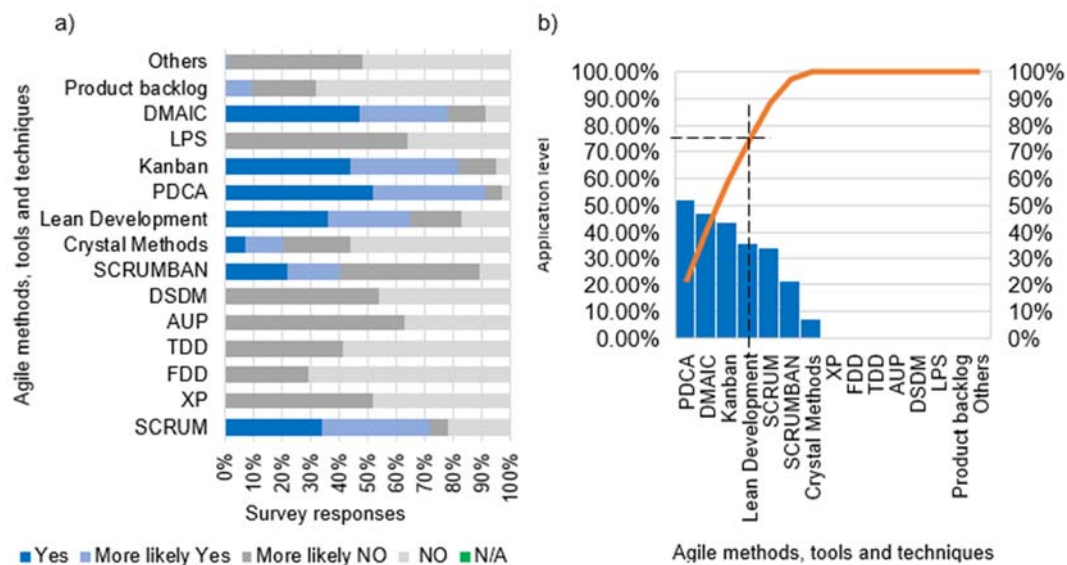 a)
Agile methods, tools and techniques
Others
Product backlog
DMAIC
LPS
Kanban
PDCA
Lean Development
Crystal Methods
SCRUMBAN
DSDM
AUP
TDD
FDD
XP
SCRUM
0% 10% 20% 30% 40% 50% 60% 70% 80% 90% 100%
Survey responses
Yes More likely Yes More likely NO NO N/A
b)
Application level
100.00%
90.00%
80.00%
70.00%
60.00%
50.00%
40.00%
30.00%
20.00%
10.00%
0.00%
100%
90%
80%
70%
60%
50%
40%
30%
20%
10%
0%
PDCA
DMAIC
Kanban
Lean Development
SCRUM
SCRUMBAN
Crystal Methods
XP
FDD
TDD
AUP
DSDM
LPS
Product backlog
Others
Agile methods, tools and techniques